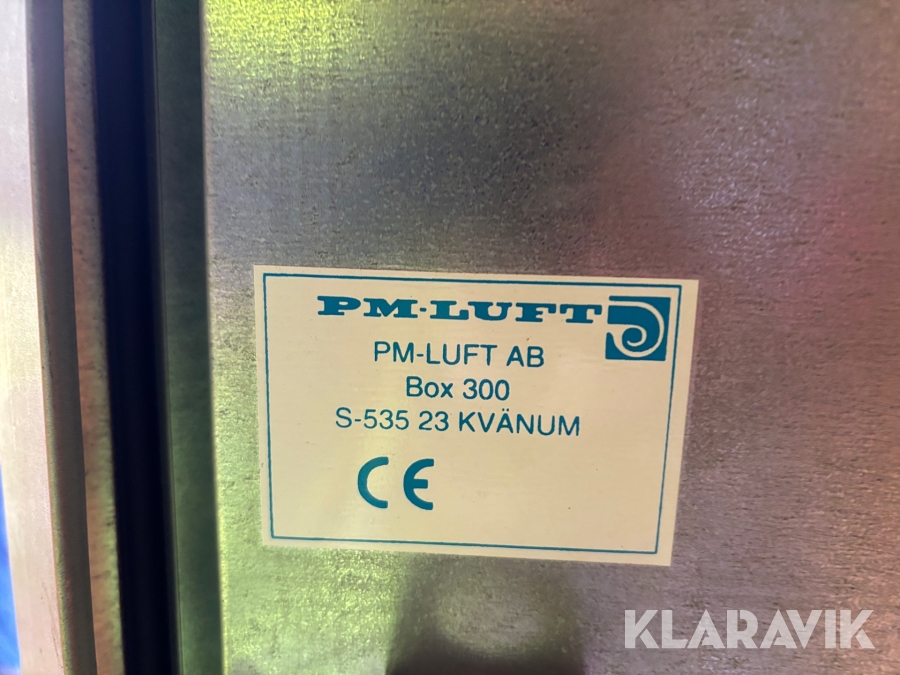 PM-LUFT
PM-LUFT AB
Box 300
S-535 23 KVÄNUM
CE
KLARAVIK